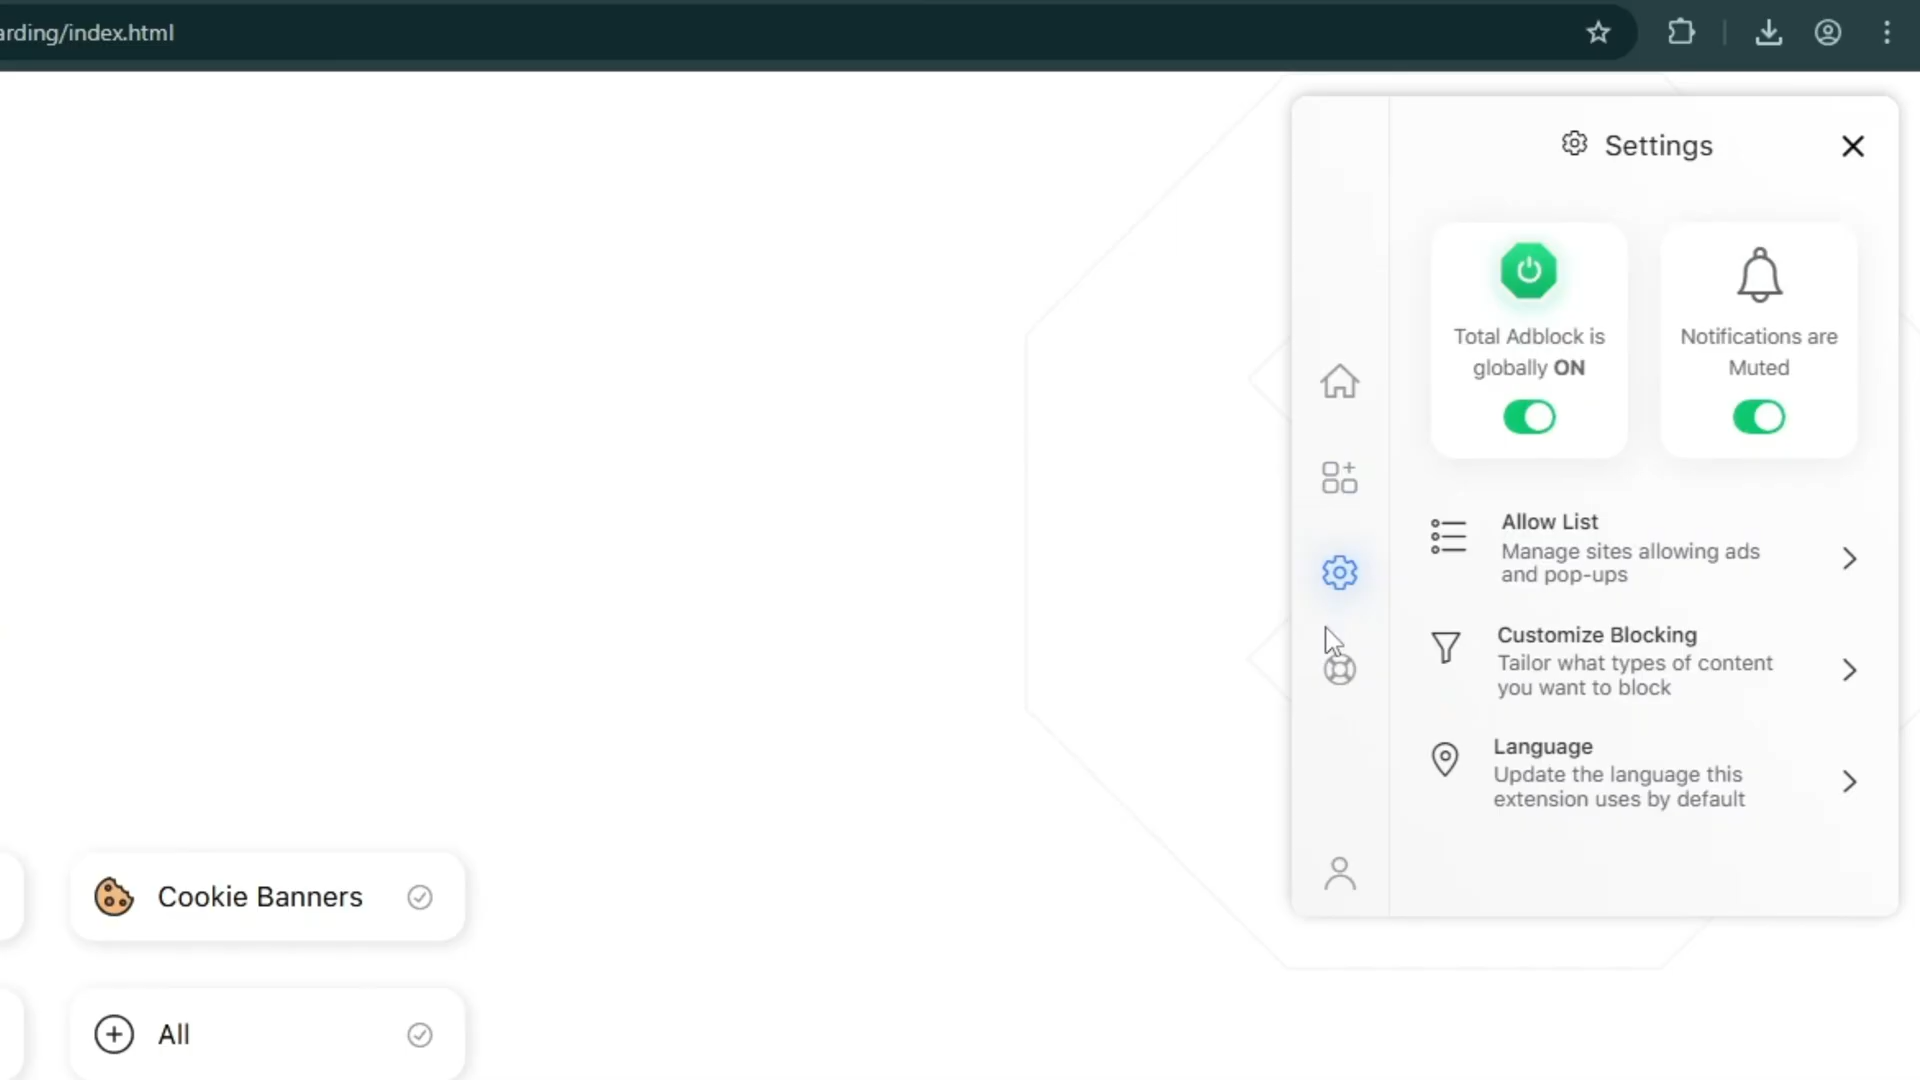 arding/index.html
Settings
Total Adblock is
globally ON
Notifications are
Muted
Allow List
Manage sites allowing ads
and pop-ups
Customize Blocking
Tailor what types of content
you want to block
Language
Update the language this
extension uses by default
Cookie Banners
All